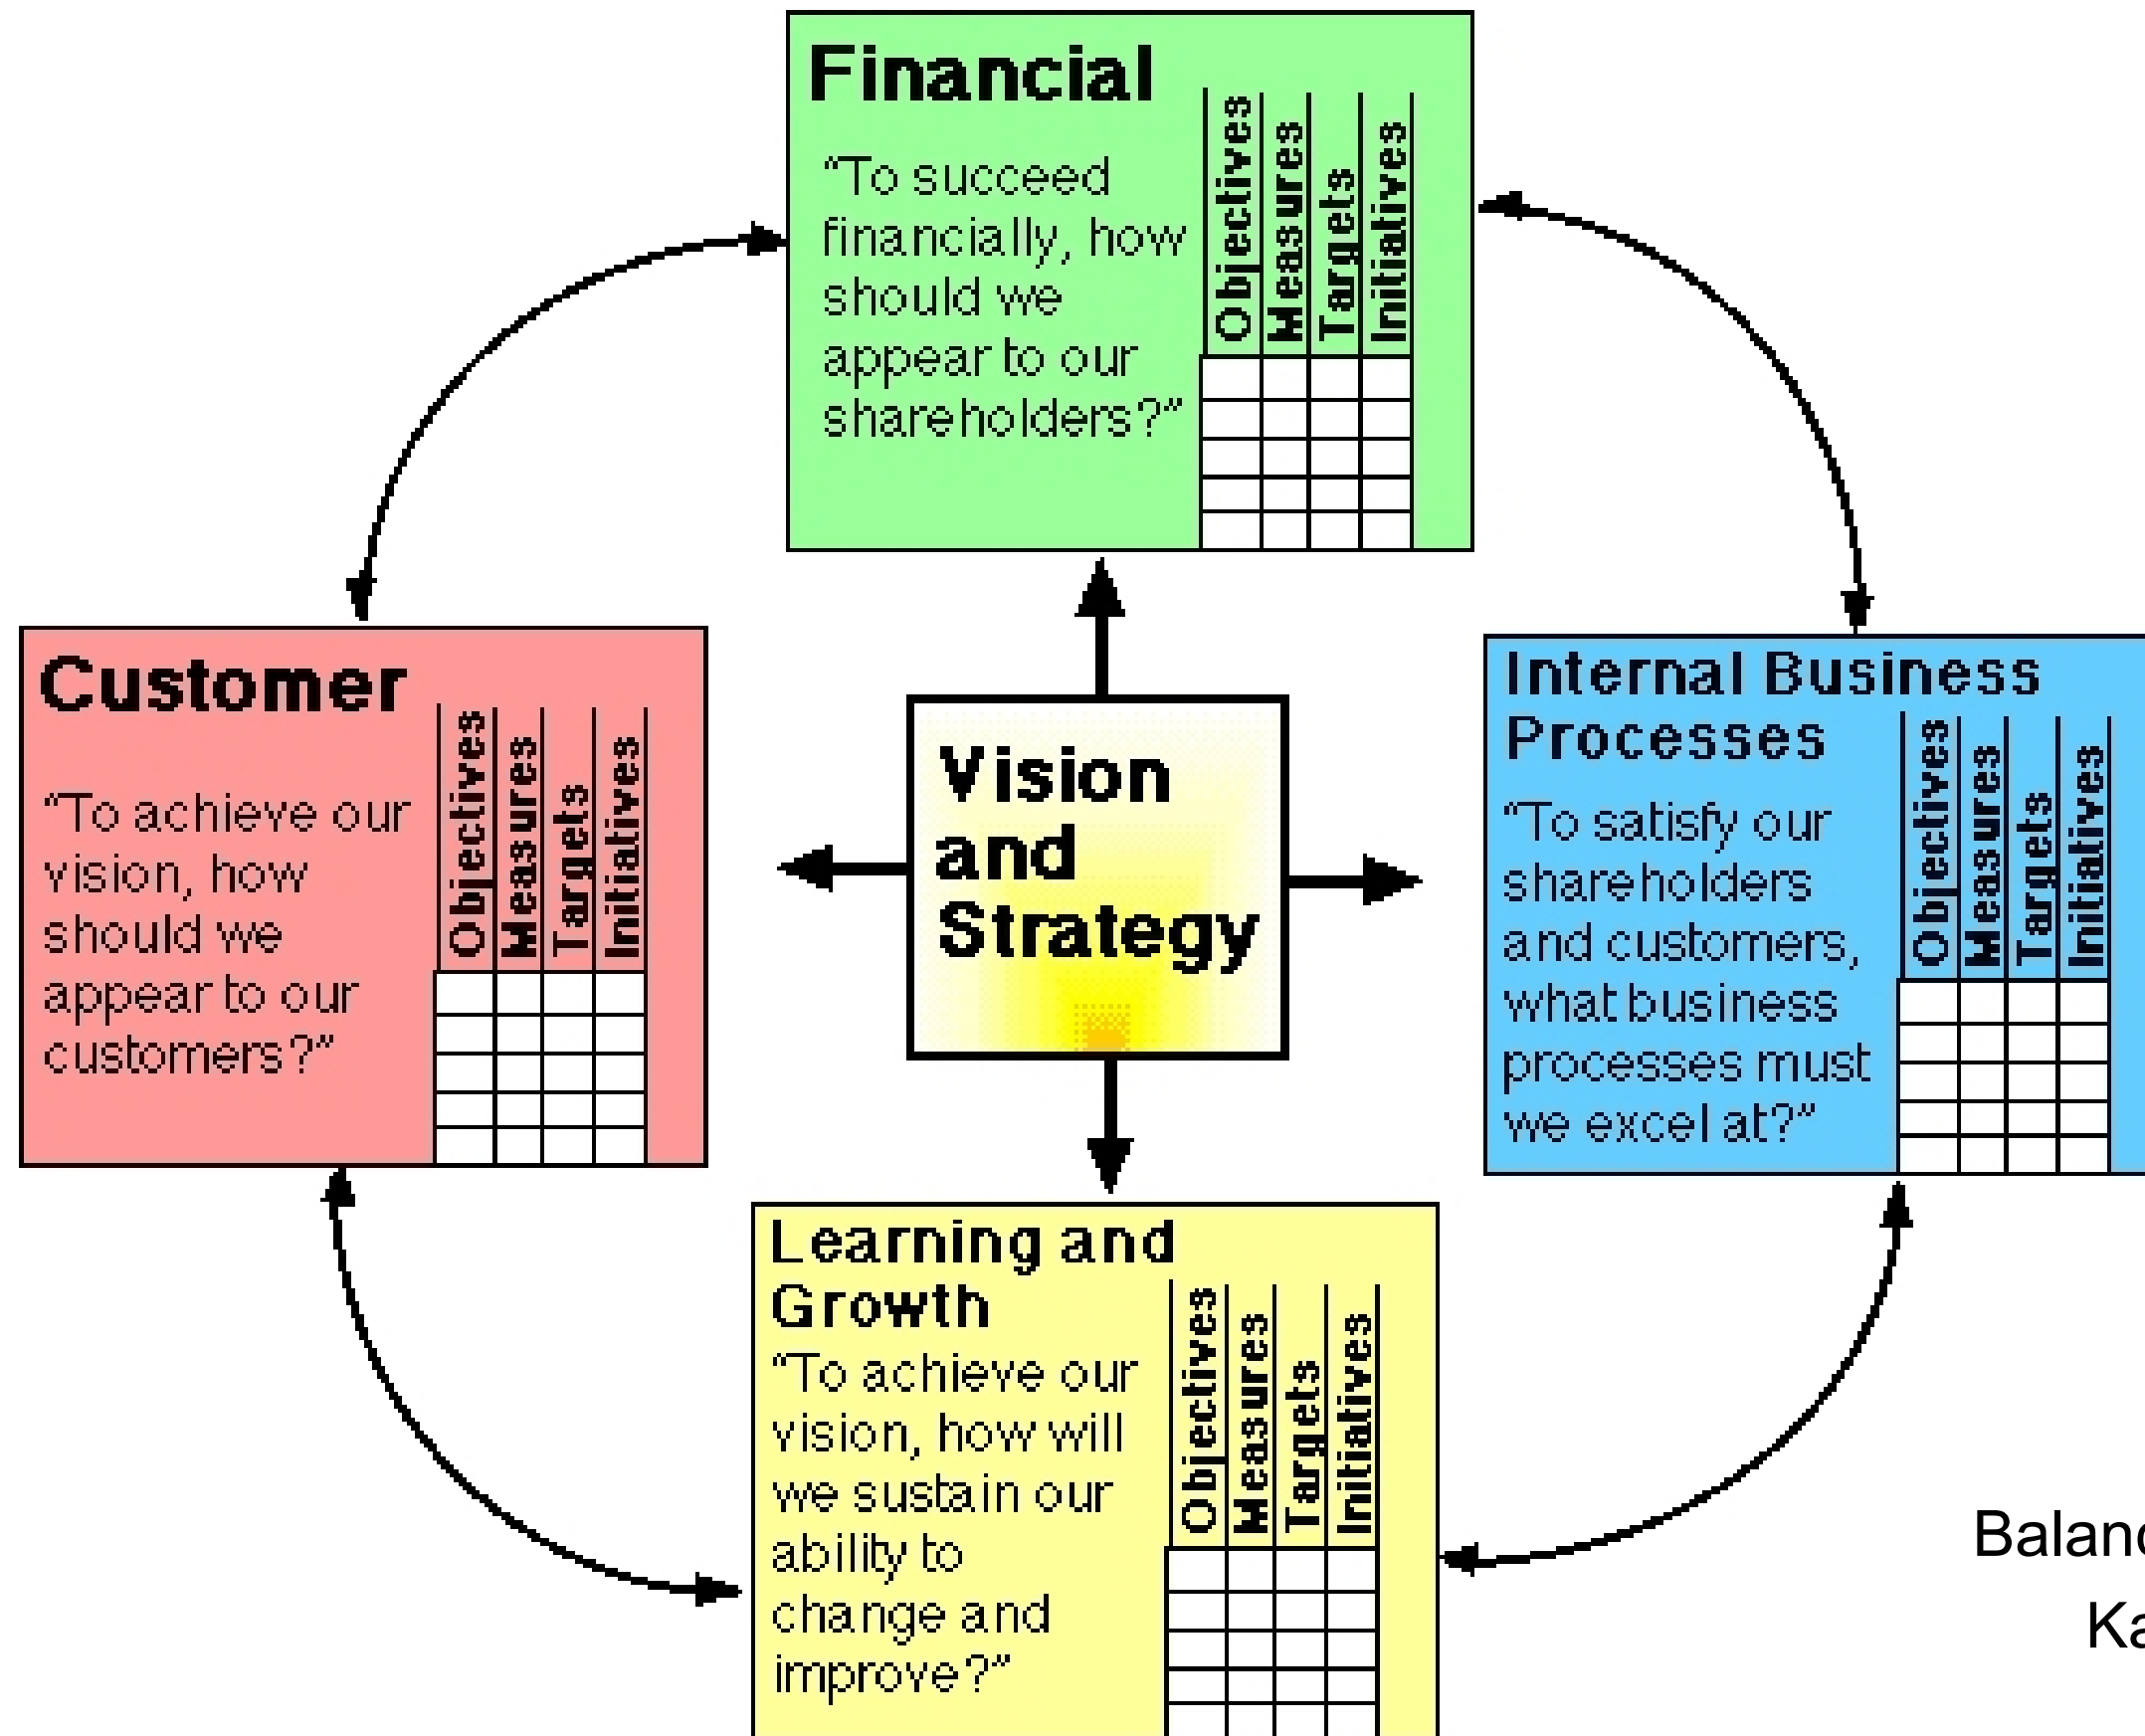 Financial
“To succeed
financially, how
should we
appear to our
shareholders?”
Objectives
Measures
Targets
Initiatives
Customer
“To achieve our
vision, how
should we
appear to our
customers?”
Objectives
Measures
Targets
Initiatives
Vision
and
Strategy
Internal Business
Processes
“To satisfy our
shareholders
and customers,
what business
processes must
we excel at?”
Objectives
Measures
Targets
Initiatives
Learning and
Growth
“To achieve our
vision, how will
we sustain our
ability to
change and
improve?”
Objectives
Measures
Targets
Initiatives